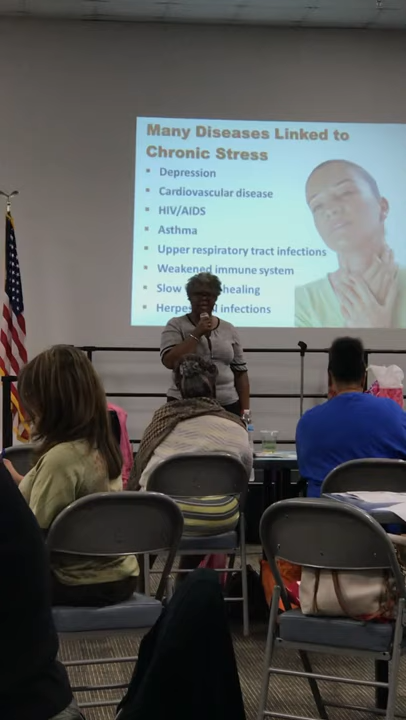 Many Diseases Linked to
Chronic Stress
▪ Depression
▪ Cardiovascular disease
▪ HIV/AIDS
▪ Asthma
▪ Upper respiratory tract infections
▪ Weakened immune system
▪ Slow healing
▪ Herpes infections